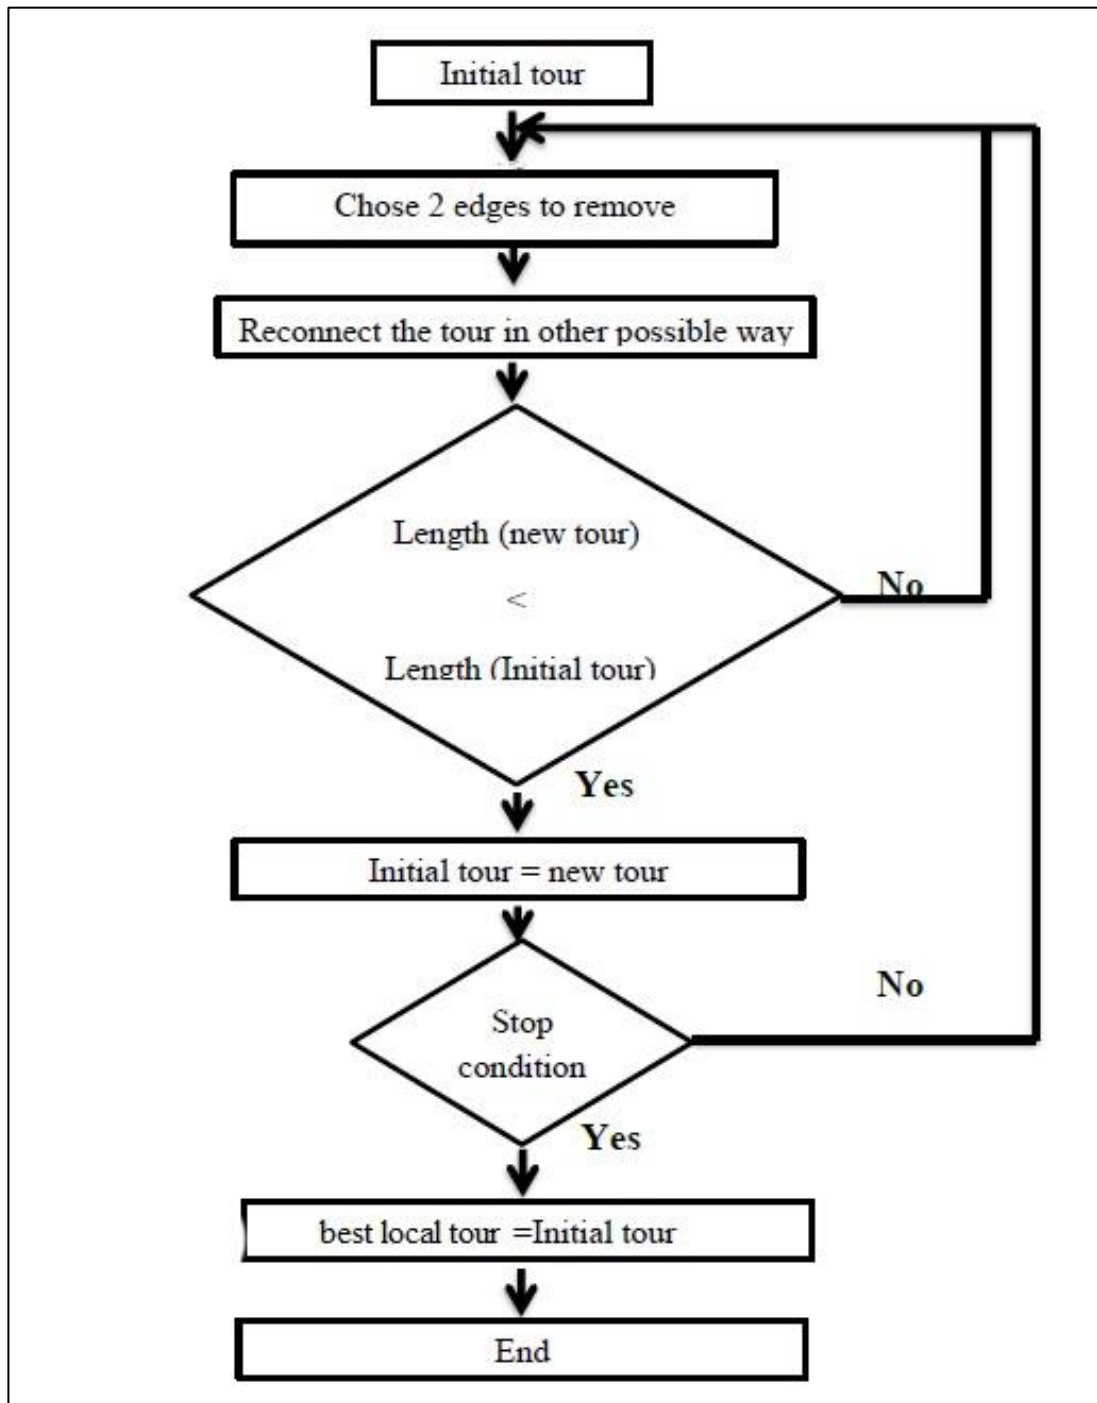 Initial tour
Chose 2 edges to remove
Reconnect the tour in other possible way
Length (new tour)
<
Length (Initial tour)
No
Yes
Initial tour = new tour
No
Stop
condition
Yes
best local tour =Initial tour
End